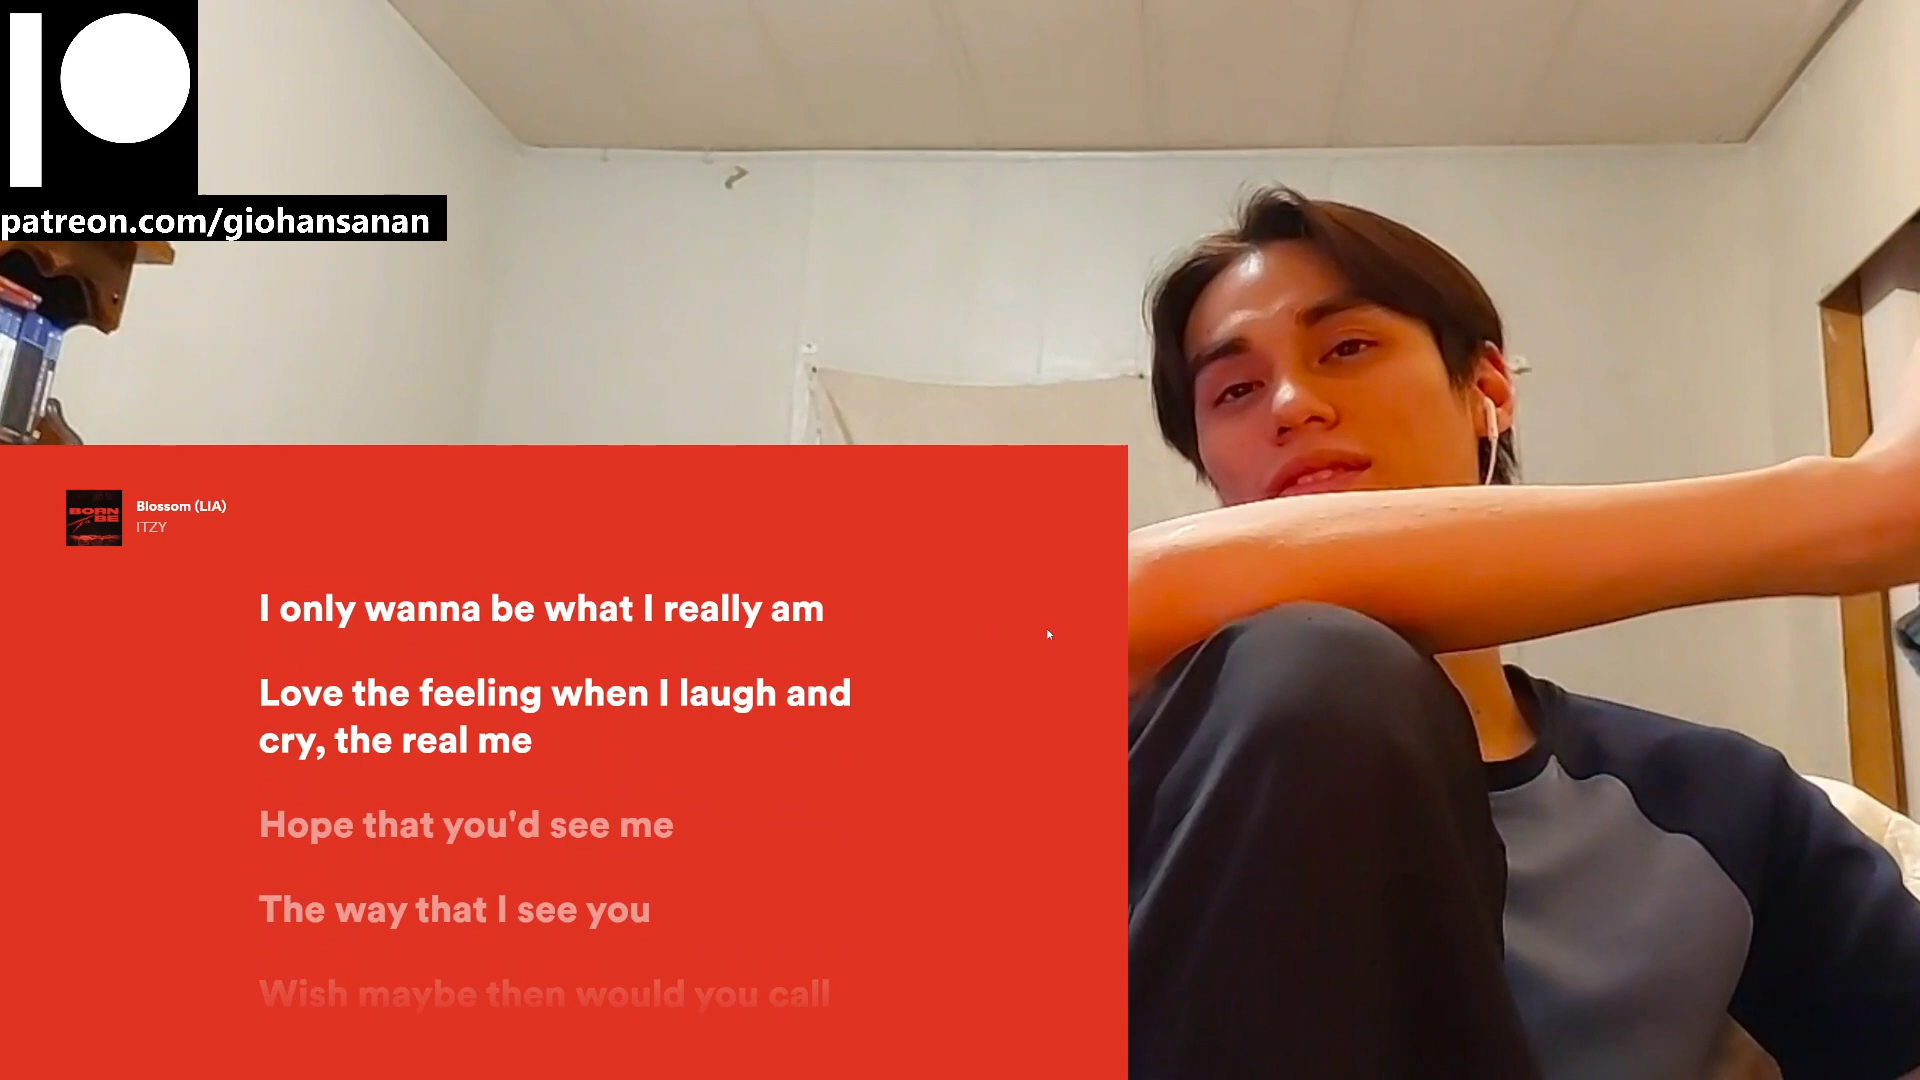 patreon.com/giohansanan
BORN
BE
Blossom (LIA)
ITZY
I only wanna be what I really am
Love the feeling when I laugh and
cry, the real me
Hope that you'd see me
The way that I see you
Wish maybe then would you call